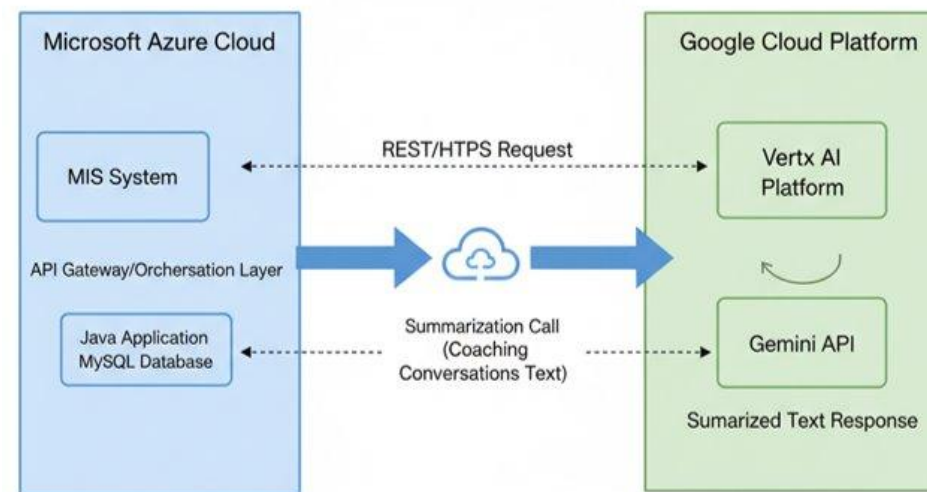 Microsoft Azure Cloud
Google Cloud Platform
MIS System
REST/HTPS Request
Vertx AI
Platform
API Gateway/Orchersation Layer
Java Application
MySQL Database
Summarization Call
(Coaching
Conversations Text)
Gemini API
Sumarized Text Response